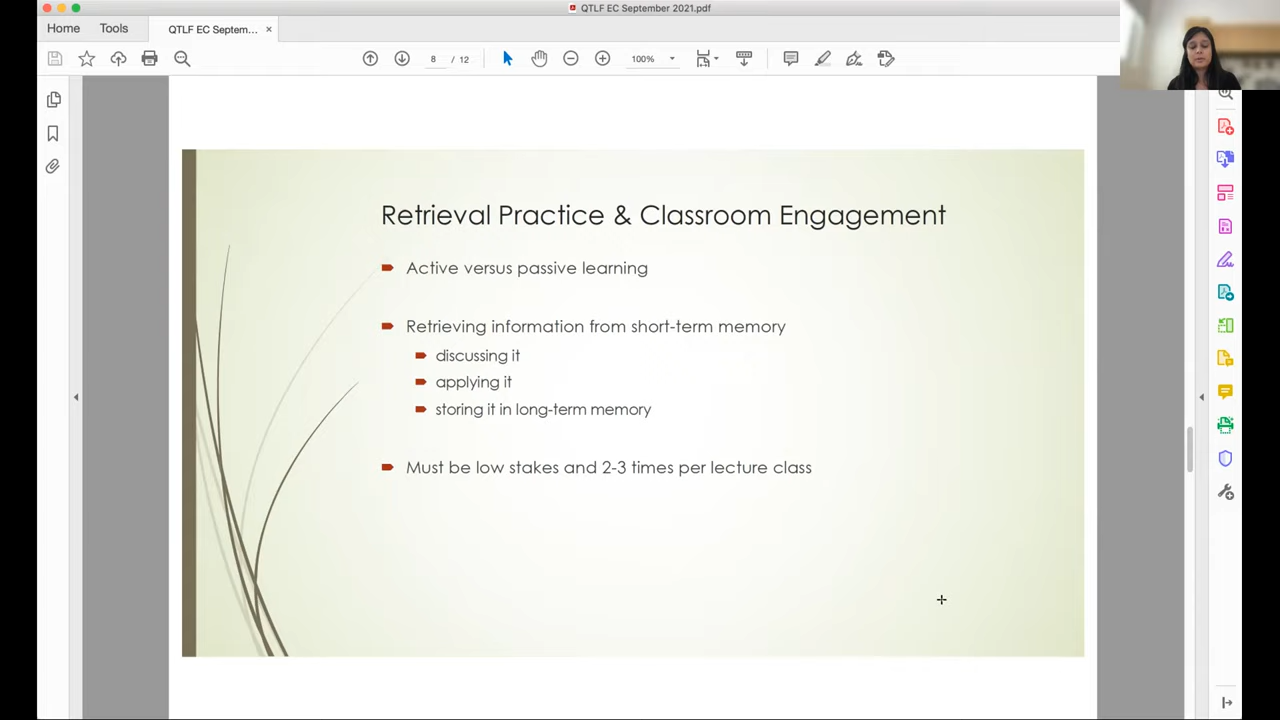 QTLF EC September 2021.pdf
Home
Tools
QTLF EC Septem...
8 / 12
100%
Retrieval Practice & Classroom Engagement
Active versus passive learning
Retrieving information from short-term memory
discussing it
applying it
storing it in long-term memory
Must be low stakes and 2-3 times per lecture class